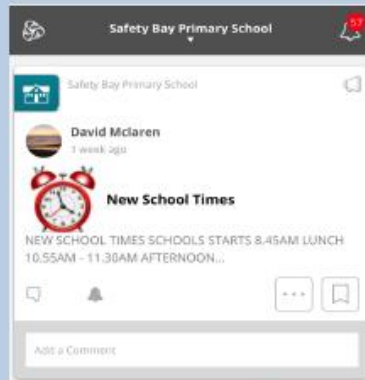 Safety Bay Primary School
57
Safety Bay Primary School
David Mclaren
1 week ago
New School Times
NEW SCHOOL TIMES SCHOOLS STARTS 8.45AM LUNCH
10.55AM - 11.30AM AFTERNOON...
Add a Comment